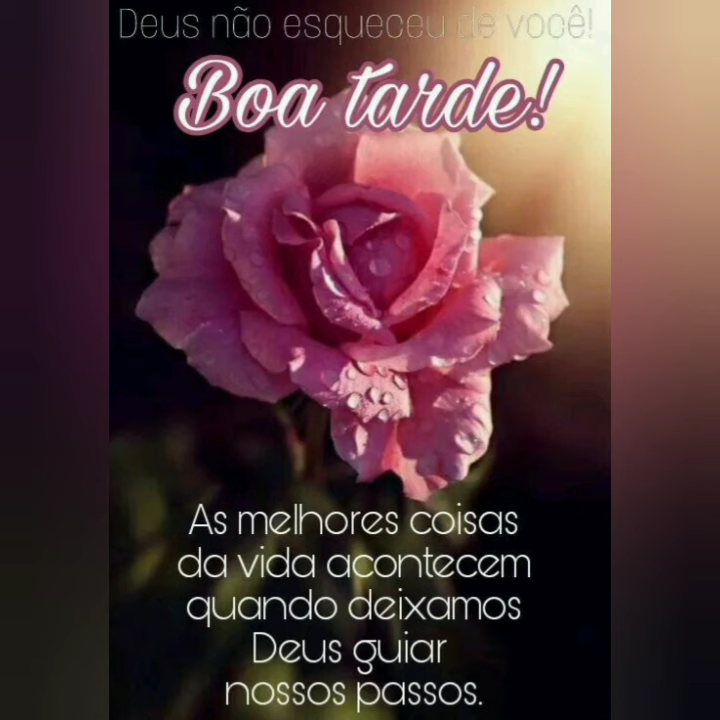 Deus não esqueceu de você!
Boa tarde!
As melhores coisas
da vida acontecem
quando deixamos
Deus guiar
nossos passos.